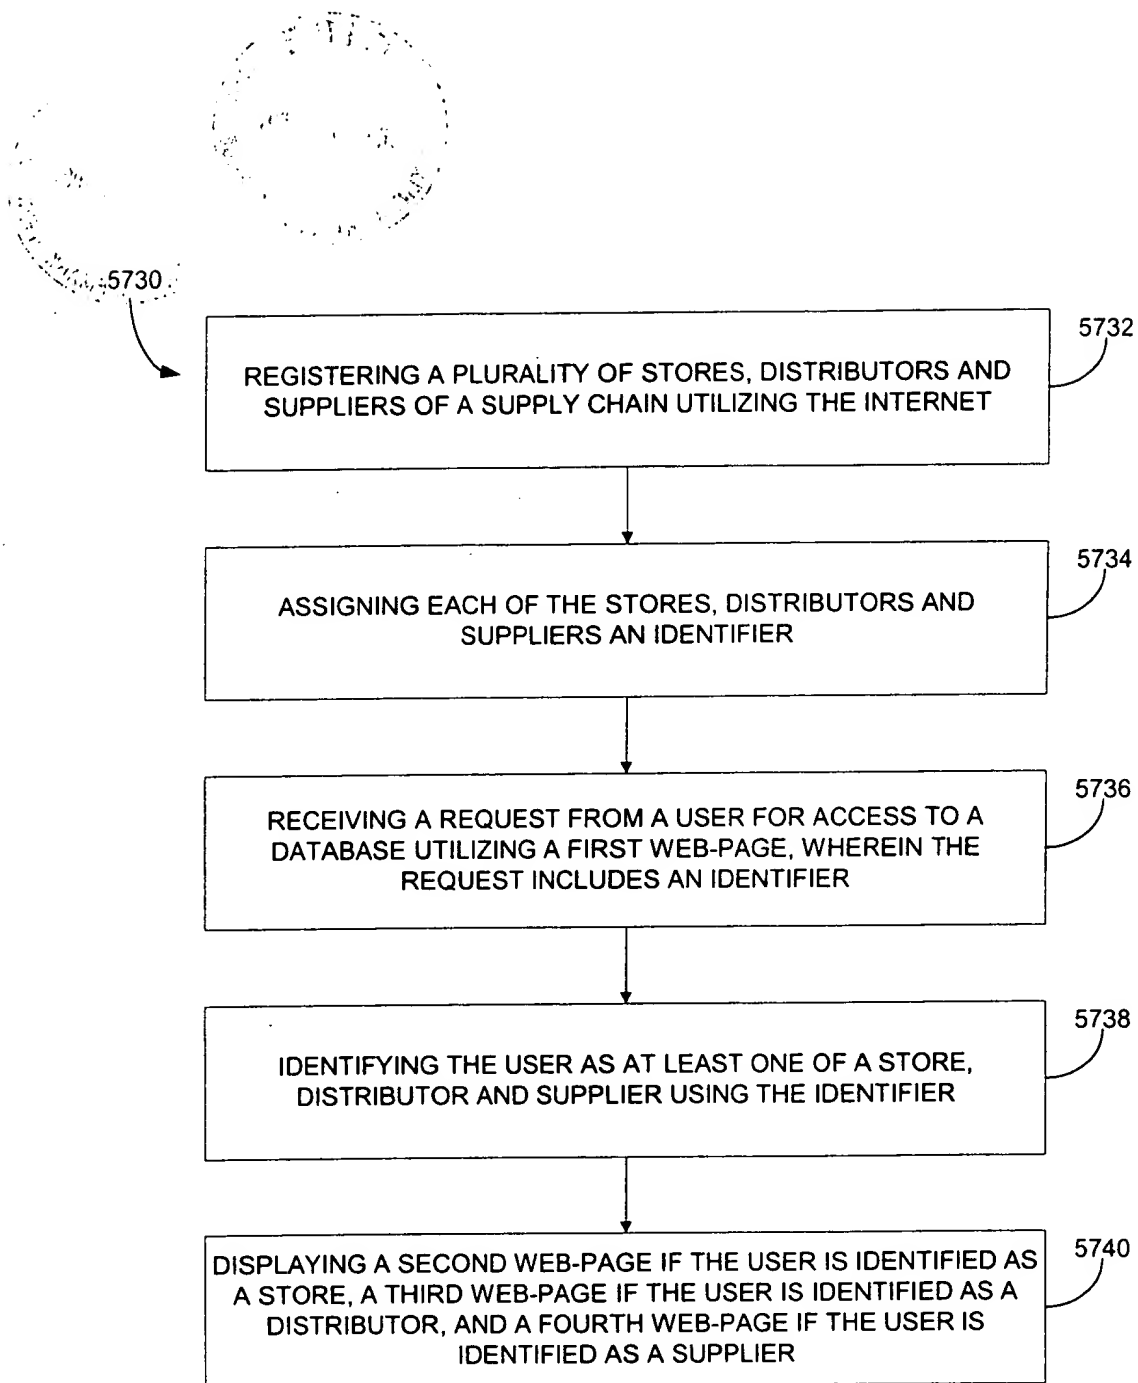 5730
5732
REGISTERING A PLURALITY OF STORES, DISTRIBUTORS AND
SUPPLIERS OF A SUPPLY CHAIN UTILIZING THE INTERNET
5734
ASSIGNING EACH OF THE STORES, DISTRIBUTORS AND
SUPPLIERS AN IDENTIFIER
5736
RECEIVING A REQUEST FROM A USER FOR ACCESS TO A
DATABASE UTILIZING A FIRST WEB-PAGE, WHEREIN THE
REQUEST INCLUDES AN IDENTIFIER
5738
IDENTIFYING THE USER AS AT LEAST ONE OF A STORE,
DISTRIBUTOR AND SUPPLIER USING THE IDENTIFIER
5740
DISPLAYING A SECOND WEB-PAGE IF THE USER IS IDENTIFIED AS
A STORE, A THIRD WEB-PAGE IF THE USER IS IDENTIFIED AS A
DISTRIBUTOR, AND A FOURTH WEB-PAGE IF THE USER IS
IDENTIFIED AS A SUPPLIER